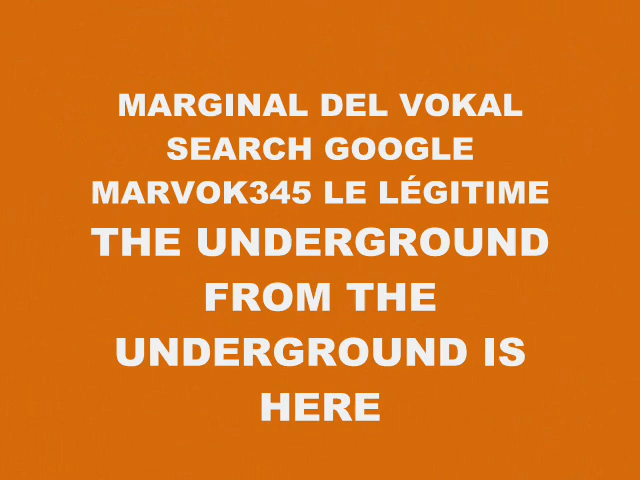 MARGINAL DEL VOKAL
SEARCH GOOGLE
MARVOK345 LE LÉGITIME
THE UNDERGROUND
FROM THE
UNDERGROUND IS
HERE